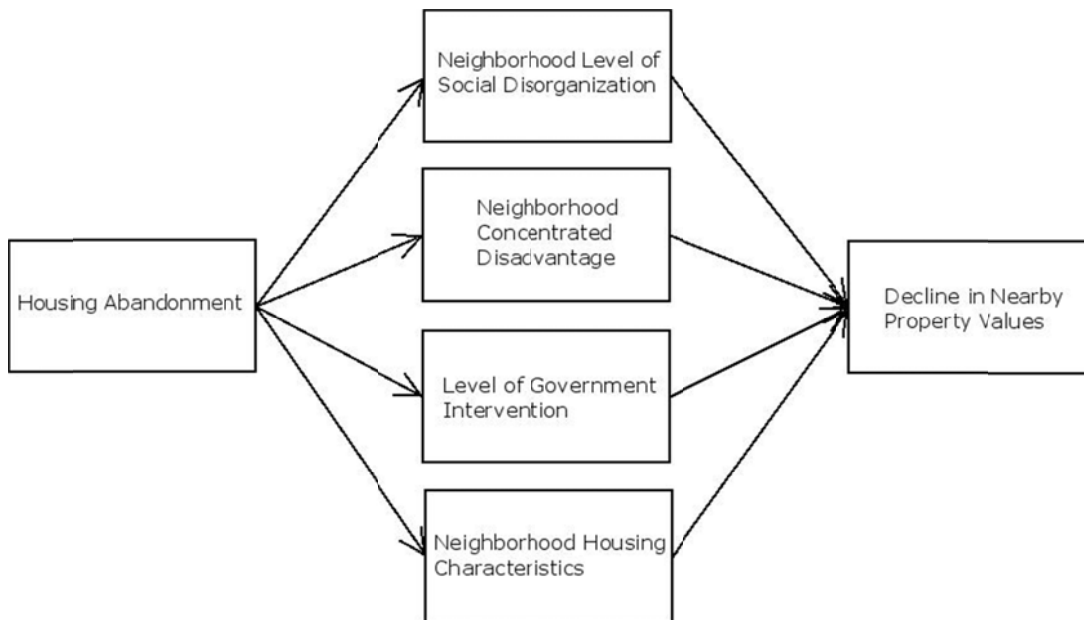 Neighborhood Level of
Social Disorganization
Neighborhood
Concentrated
Disadvantage
Housing Abandonment
Decline in Nearby
Property Values
Level of Government
Intervention
Neighborhood Housing
Characteristics